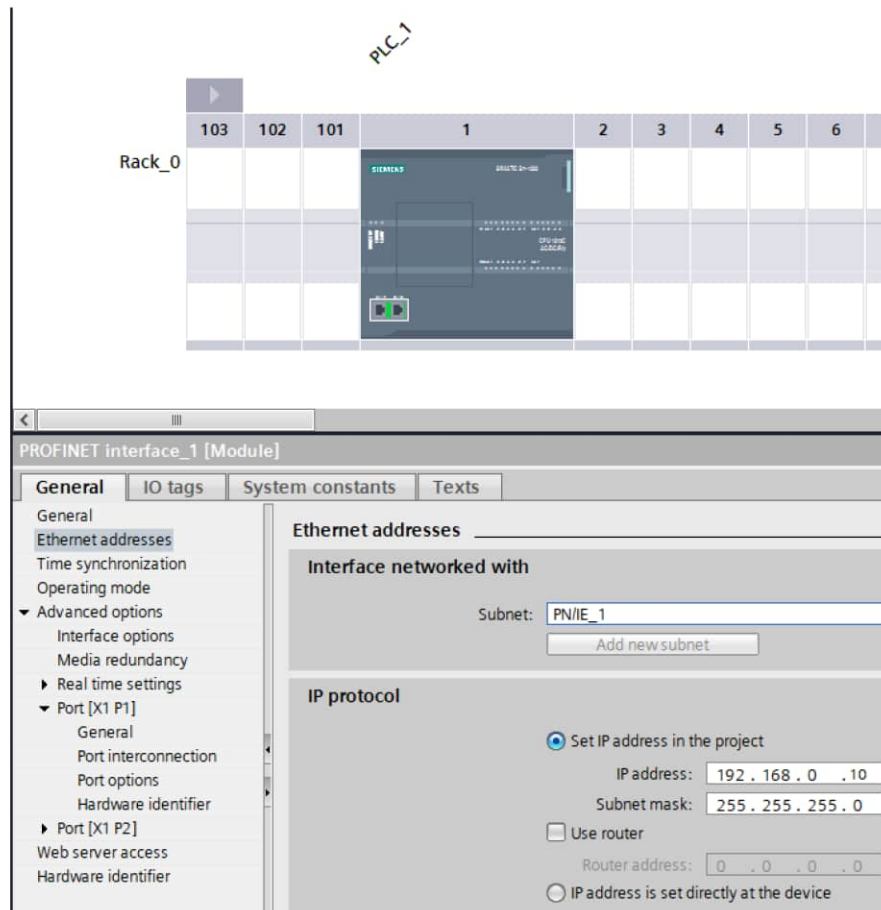 PLC_1
103 102 101 1 2 3 4 5 6
Rack_0
SIEMENS
PROFINET interface_1 [Module]
General IO tags System constants Texts
General
Ethernet addresses
Time synchronization
Operating mode
Advanced options
Interface options
Media redundancy
Real time settings
Port [X1 P1]
General
Port interconnection
Port options
Hardware identifier
Port [X1 P2]
Web server access
Hardware identifier
Ethernet addresses
Interface networked with
Subnet: PN/IE_1
Add new subnet
IP protocol
Set IP address in the project
IP address: 192 . 168 . 0 . 10
Subnet mask: 255 . 255 . 255 . 0
Use router
Router address: 0 . 0 . 0 . 0
IP address is set directly at the device